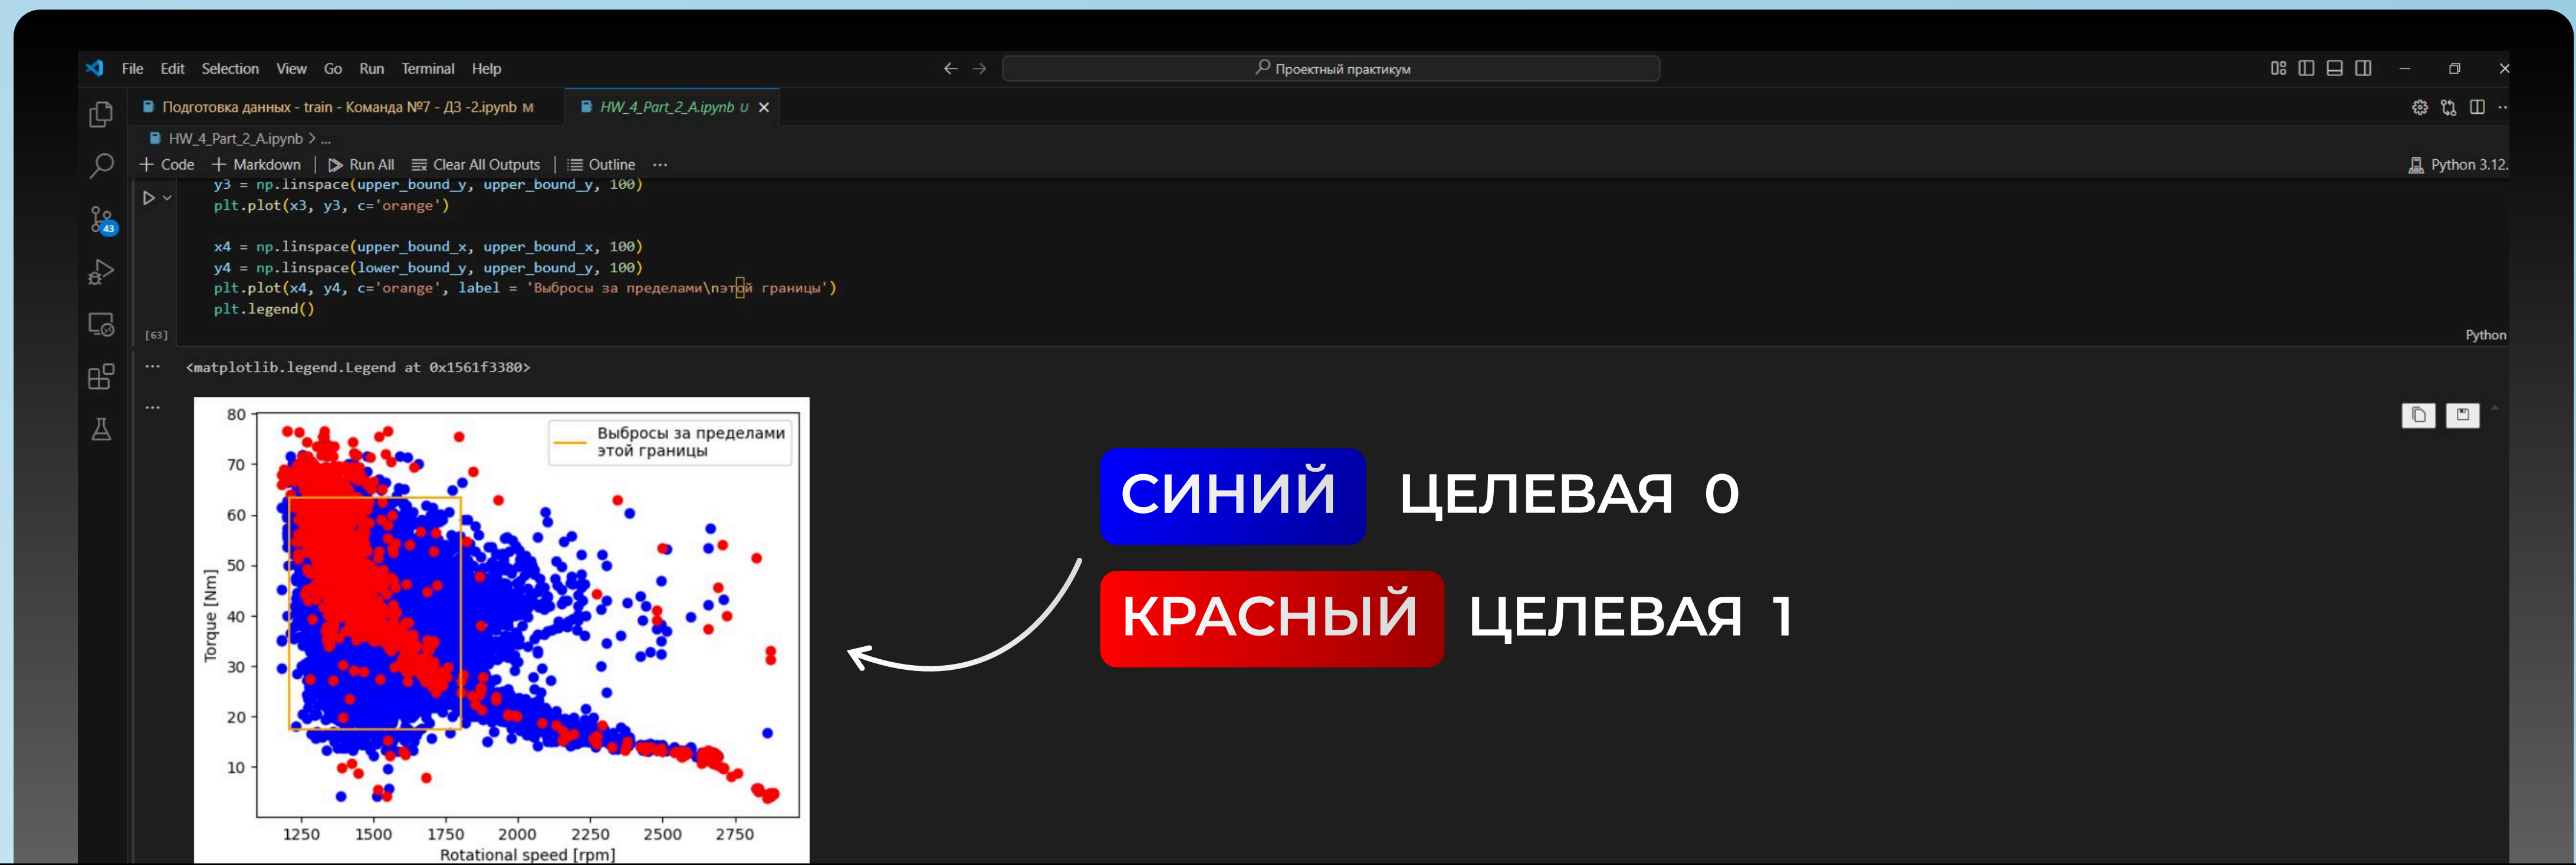 File Edit Selection View Go Run Terminal Help
Проектный практикум
Подготовка данных - train - Команда №7 - ДЗ -2.ipynb M
HW_4_Part_2_A.ipynb U
HW_4_Part_2_A.ipynb > ...
+ Code + Markdown | Run All Clear All Outputs | Outline ...
Python 3.12.
y3 = np.linspace(upper_bound_y, upper_bound_y, 100)
plt.plot(x3, y3, c='orange')
x4 = np.linspace(upper_bound_x, upper_bound_x, 100)
y4 = np.linspace(lower_bound_y, upper_bound_y, 100)
plt.plot(x4, y4, c='orange', label = 'Выбросы за пределами\nэтой границы')
plt.legend()
43
[63]
Python
<matplotlib.legend.Legend at 0x1561f3380>
Выбросы за пределами
этой границы
80
70
60
50
40
30
20
10
Torque [Nm]
1250 1500 1750 2000 2250 2500 2750
Rotational speed [rpm]
СИНИЙ ЦЕЛЕВАЯ 0
КРАСНЫЙ ЦЕЛЕВАЯ 1